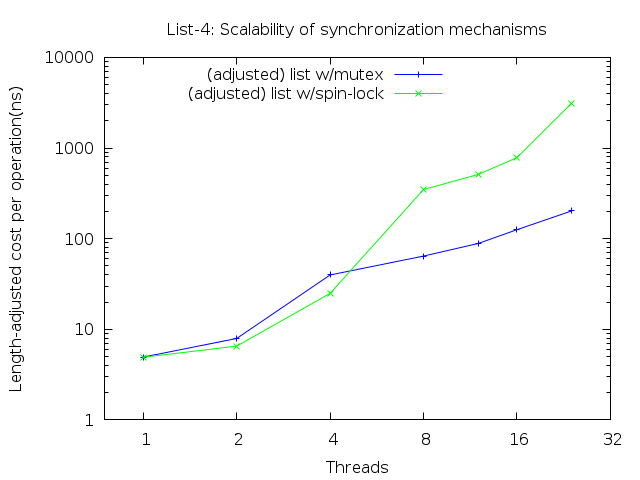 List-4: Scalability of synchronization mechanisms
(adjusted) list w/mutex
(adjusted) list w/spin-lock
Length-adjusted cost per operation(ns)
10000
1000
100
10
1
1 2 4 8 16 32
Threads